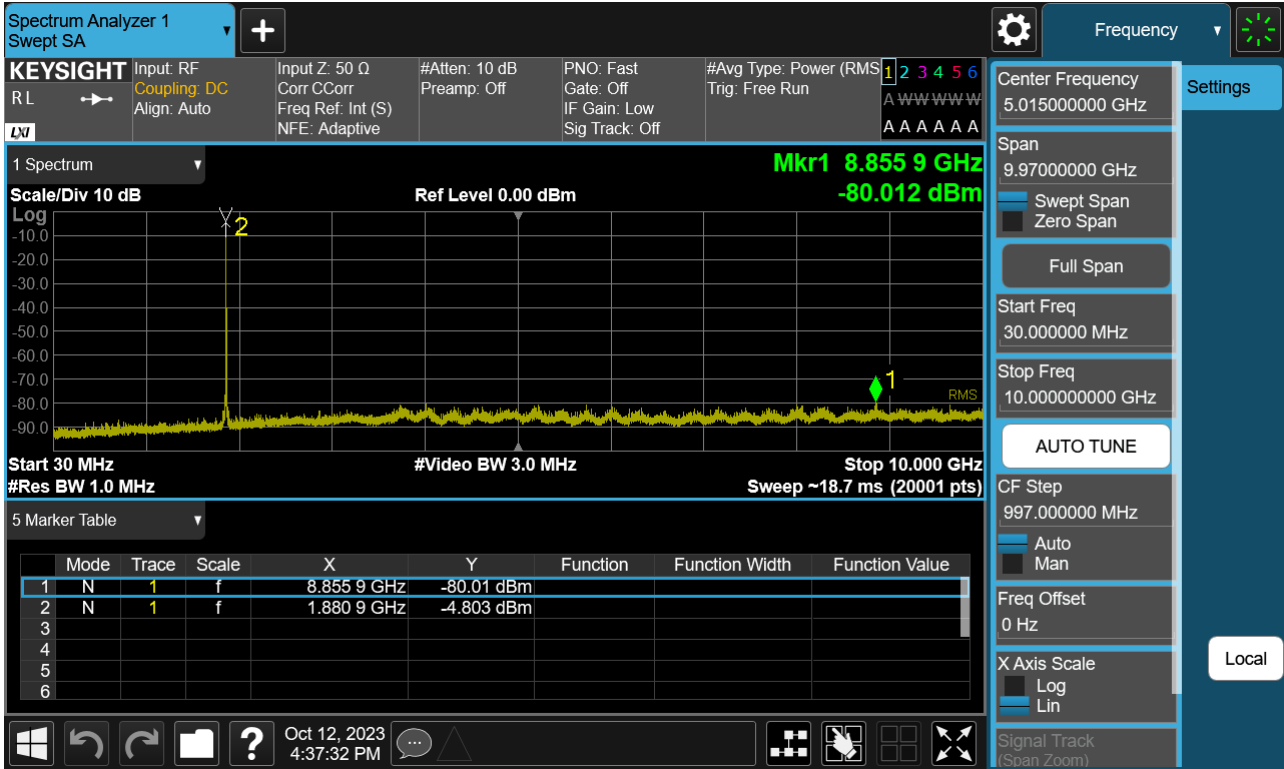 Spectrum Analyzer 1
Swept SA
+
Frequency
KEYSIGHT
RL
LXI
Input: RF
Coupling: DC
Align: Auto
Input Z: 50 Ω
Corr CCorr
Freq Ref: Int (S)
NFE: Adaptive
#Atten: 10 dB
Preamp: Off
PNO: Fast
Gate: Off
IF Gain: Low
Sig Track: Off
#Avg Type: Power (RMS
Trig: Free Run
1 2 3 4 5 6
A W W W W W
A A A A A A
1 Spectrum
Mkr1 8.855 9 GHz
Scale/Div 10 dB
Ref Level 0.00 dBm
-80.012 dBm
Log
-10.0
-20.0
-30.0
-40.0
-50.0
-60.0
-70.0
-80.0
-90.0
2
1
RMS
Start 30 MHz
#Video BW 3.0 MHz
Stop 10.000 GHz
#Res BW 1.0 MHz
Sweep ~18.7 ms (20001 pts)
5 Marker Table
Mode Trace Scale X Y Function Function Width Function Value
1 N 1 f 8.855 9 GHz -80.01 dBm
2 N 1 f 1.880 9 GHz -4.803 dBm
3
4
5
6
Oct 12, 2023
4:37:32 PM
?
Center Frequency
5.015000000 GHz
Span
9.97000000 GHz
Swept Span
Zero Span
Full Span
Start Freq
30.000000 MHz
Stop Freq
10.000000000 GHz
AUTO TUNE
CF Step
997.000000 MHz
Auto
Man
Freq Offset
0 Hz
X Axis Scale
Log
Lin
Signal Track
(Span Zoom)
Settings
Local